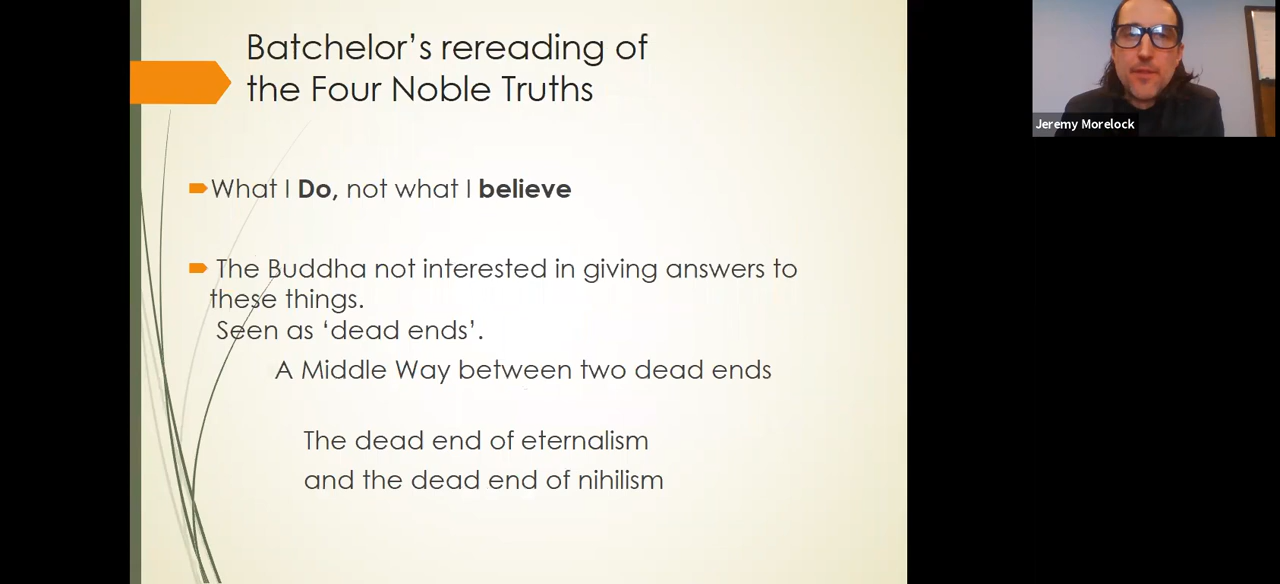 Batchelor’s rereading of
the Four Noble Truths
What I Do, not what I believe
The Buddha not interested in giving answers to
these things.
Seen as ‘dead ends’.
A Middle Way between two dead ends
The dead end of eternalism
and the dead end of nihilism
Jeremy Morelock